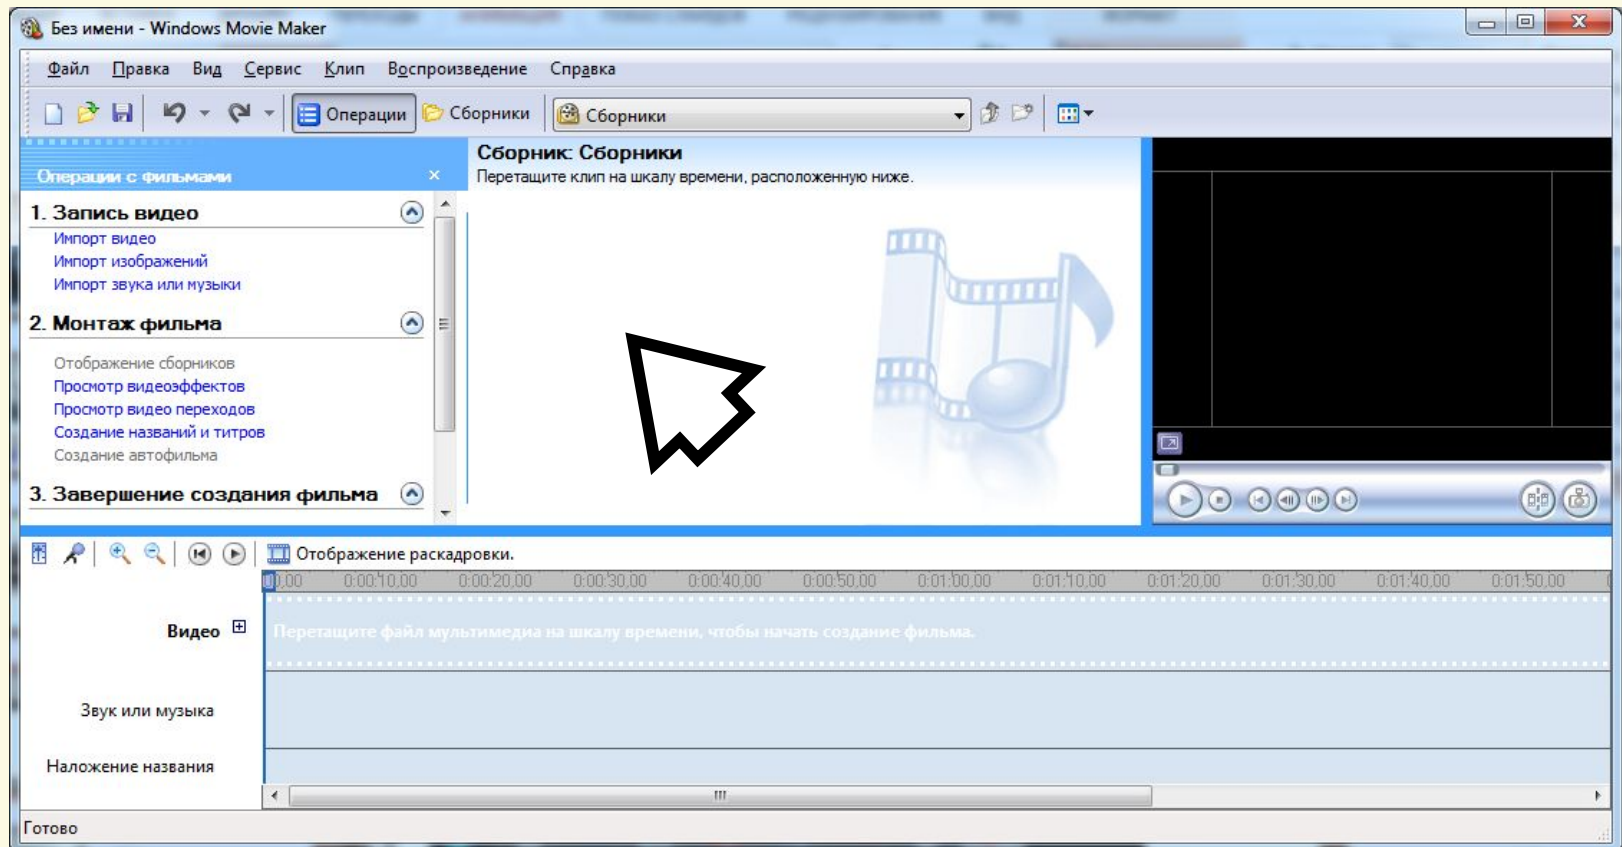 Без имени - Windows Movie Maker
Файл Правка Вид Сервис Клип Воспроизведение Справка
Операции Сборники Сборники
Операции с фильмами
Сборник: Сборники
Перетащите клип на шкалу времени, расположенную ниже.
1. Запись видео
Импорт видео
Импорт изображений
Импорт звука или музыки
2. Монтаж фильма
Отображение сборников
Просмотр видеоэффектов
Просмотр видео переходов
Создание названий и титров
Создание автофильма
3. Завершение создания фильма
Отображение раскадровки.
0,00 0:00:10,00 0:00:20,00 0:00:30,00 0:00:40,00 0:00:50,00 0:01:00,00 0:01:10,00 0:01:20,00 0:01:30,00 0:01:40,00 0:01:50,00
Видео
Перетащите файл мультимедиа на шкалу времени, чтобы начать создание фильма.
Звук или музыка
Наложение названия
Готово